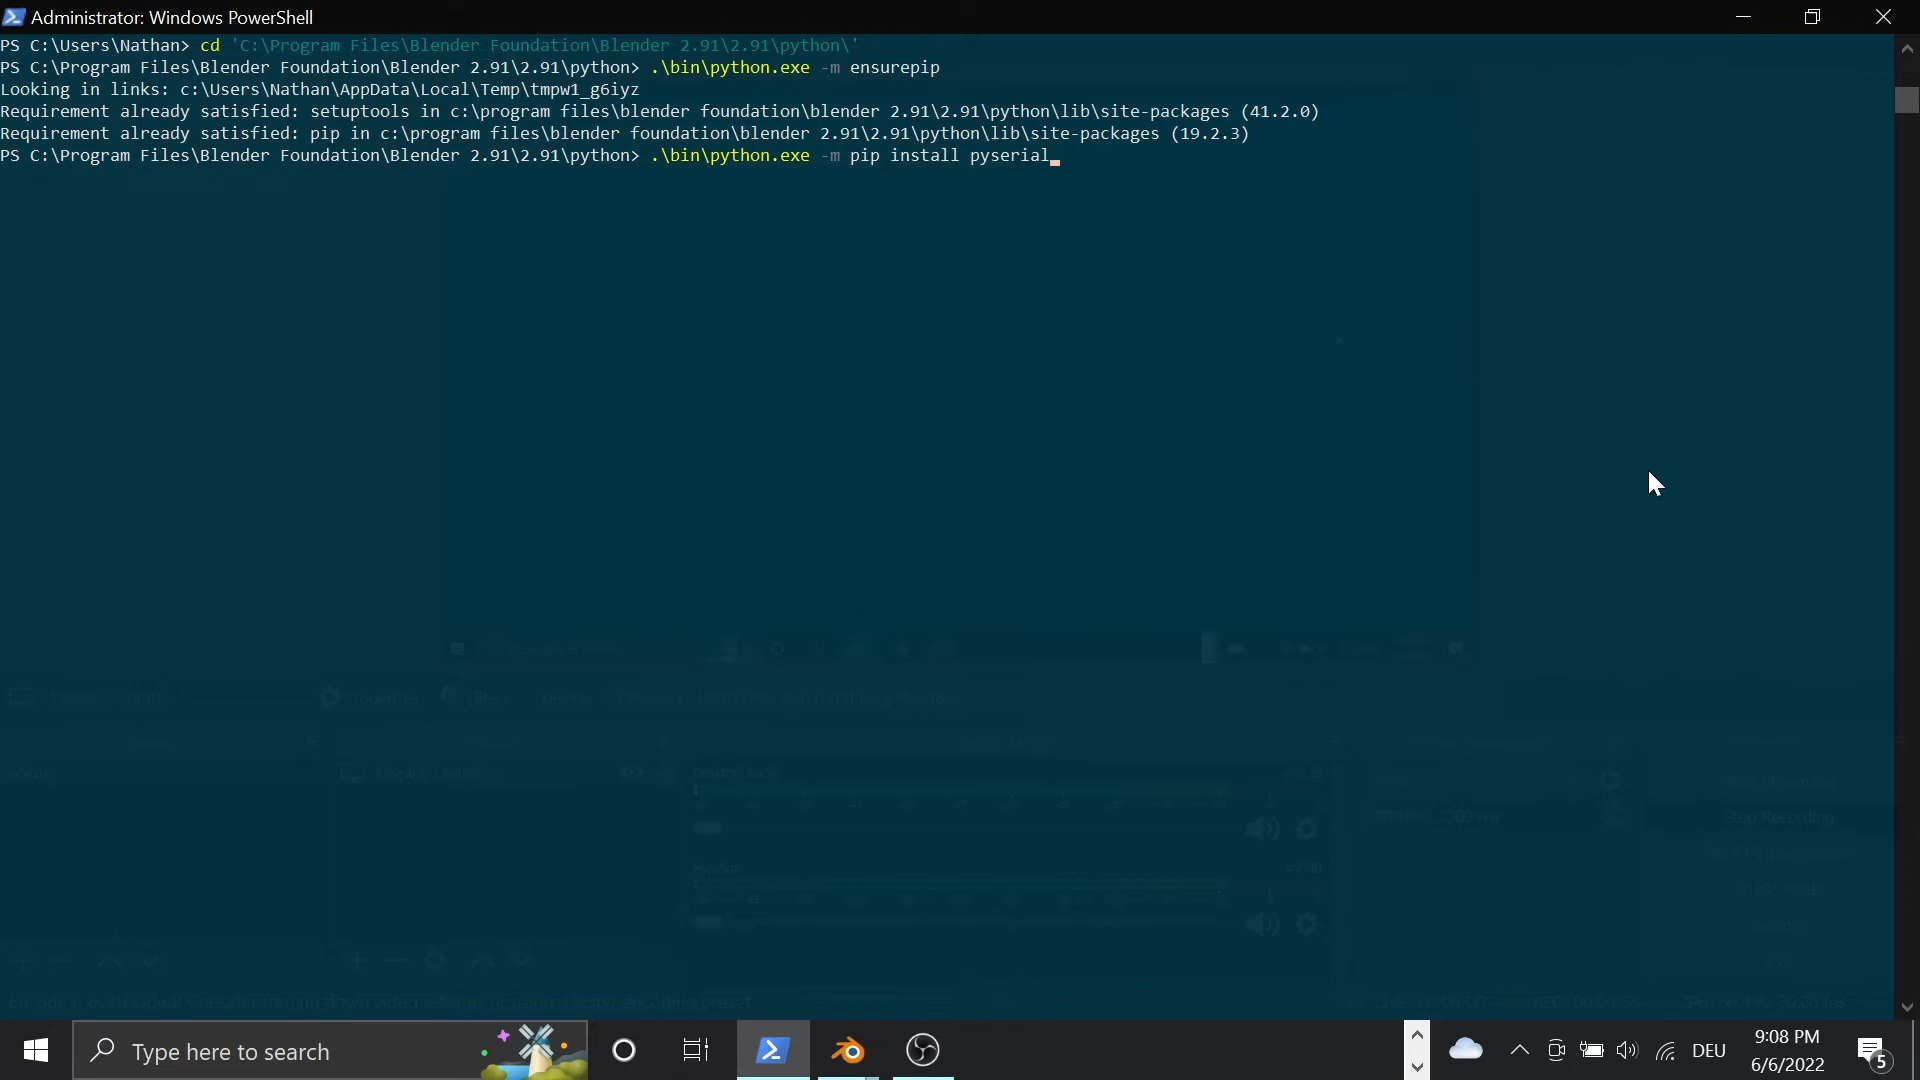 Administrator: Windows PowerShell
PS C:\Users\Nathan> cd 'C:\Program Files\Blender Foundation\Blender 2.91\2.91\python\'
PS C:\Program Files\Blender Foundation\Blender 2.91\2.91\python> .\bin\python.exe -m ensurepip
Looking in links: c:\Users\Nathan\AppData\Local\Temp\tmpw1_g6iyz
Requirement already satisfied: setuptools in c:\program files\blender foundation\blender 2.91\2.91\python\lib\site-packages (41.2.0)
Requirement already satisfied: pip in c:\program files\blender foundation\blender 2.91\2.91\python\lib\site-packages (19.2.3)
PS C:\Program Files\Blender Foundation\Blender 2.91\2.91\python> .\bin\python.exe -m pip install pyserial
Properties Filters Display
Stop Recording
Type here to search
DEU
9:08 PM
6/6/2022
5